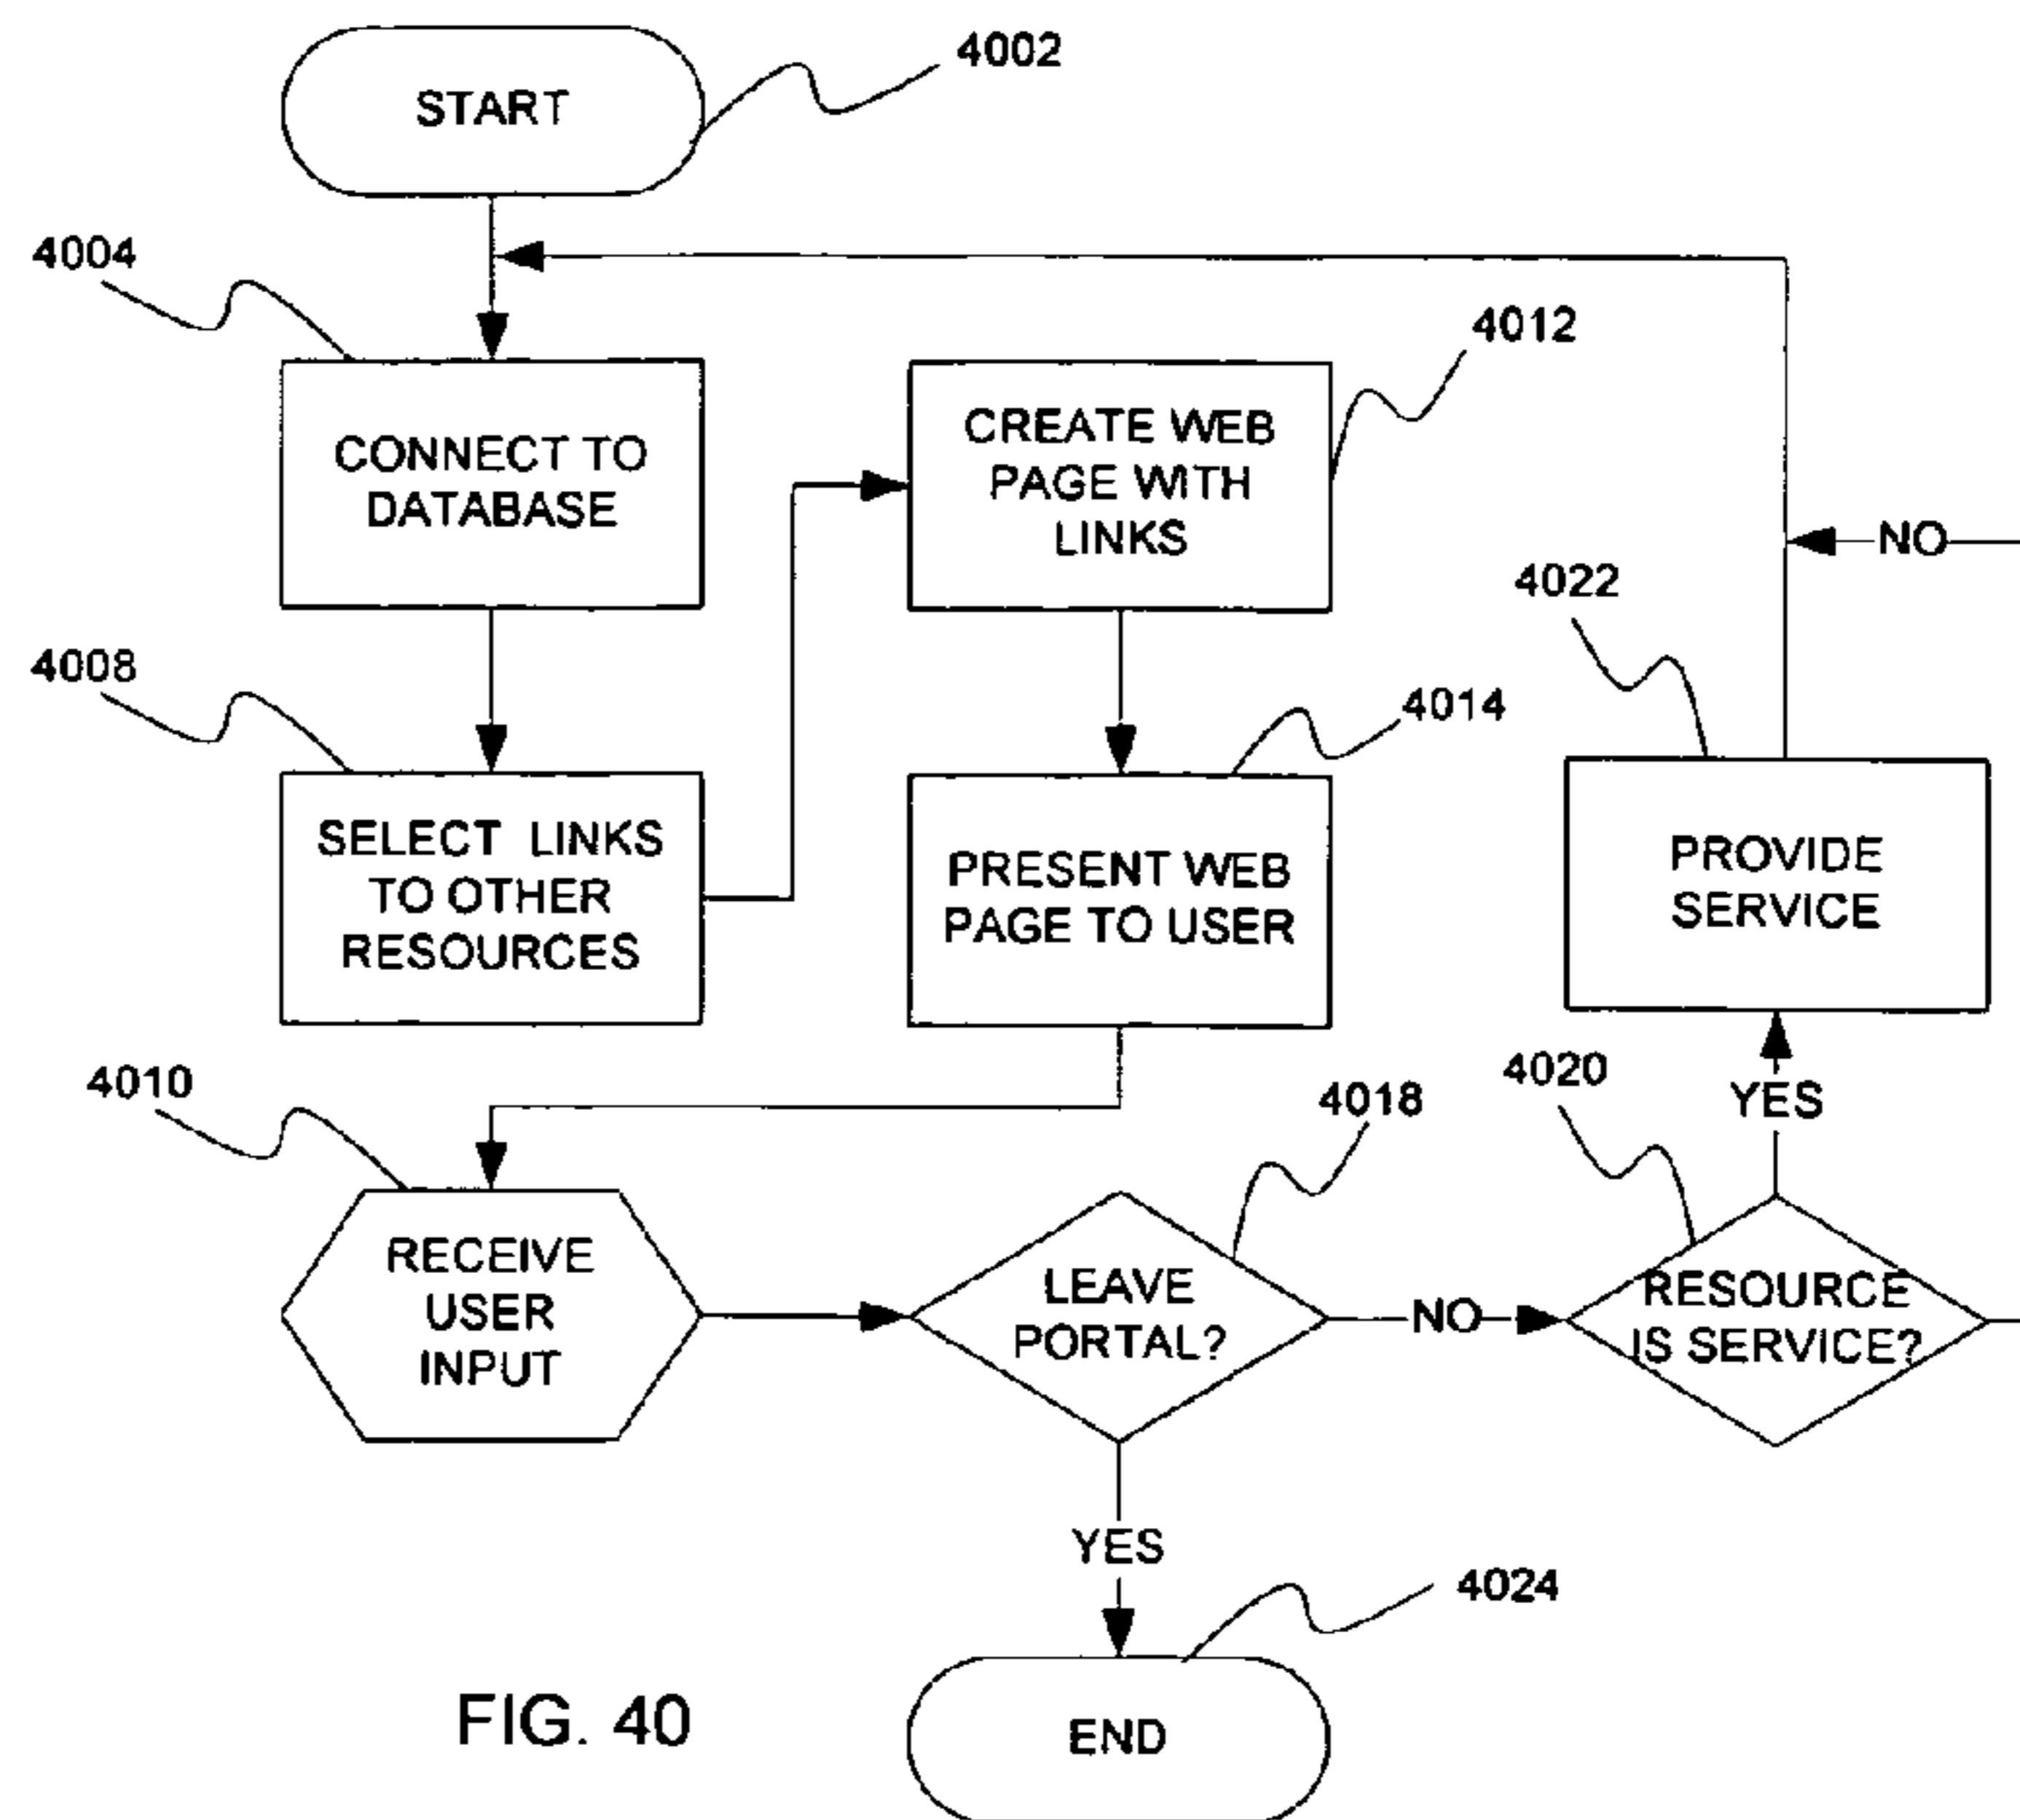 START
4002
4004
CONNECT TO
DATABASE
4012
CREATE WEB
PAGE WITH
LINKS
NO
4022
4008
SELECT LINKS
TO OTHER
RESOURCES
4014
PRESENT WEB
PAGE TO USER
PROVIDE
SERVICE
4010
RECEIVE
USER
INPUT
4018
LEAVE
PORTAL?
NO
4020
YES
RESOURCE
IS SERVICE?
YES
4024
END
FIG. 40